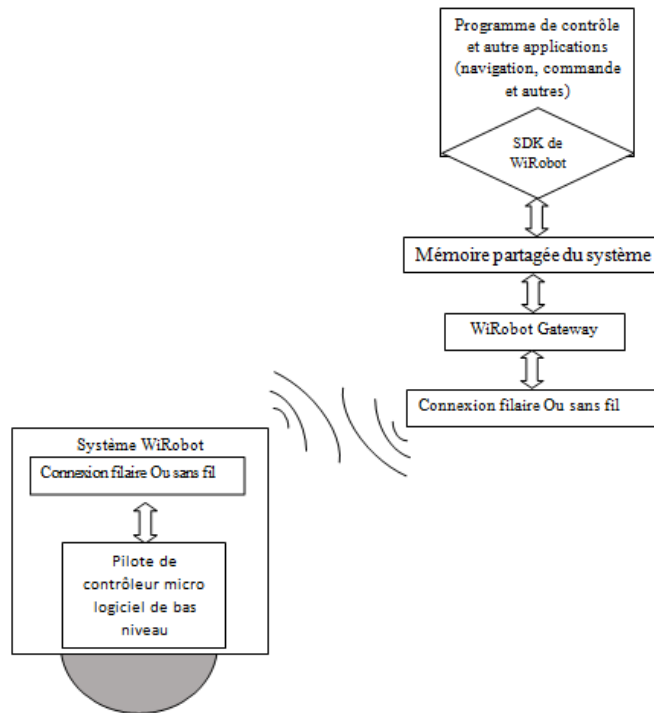 Programme de contrôle
et autre applications
(navigation, commande
et autres)
SDK de
WiRobot
Mémoire partagée du système
WiRobot Gateway
Connexion filaire Ou sans fil
Système WiRobot
Connexion filaire Ou sans fil
Pilote de
contrôleur micro
logiciel de bas
niveau